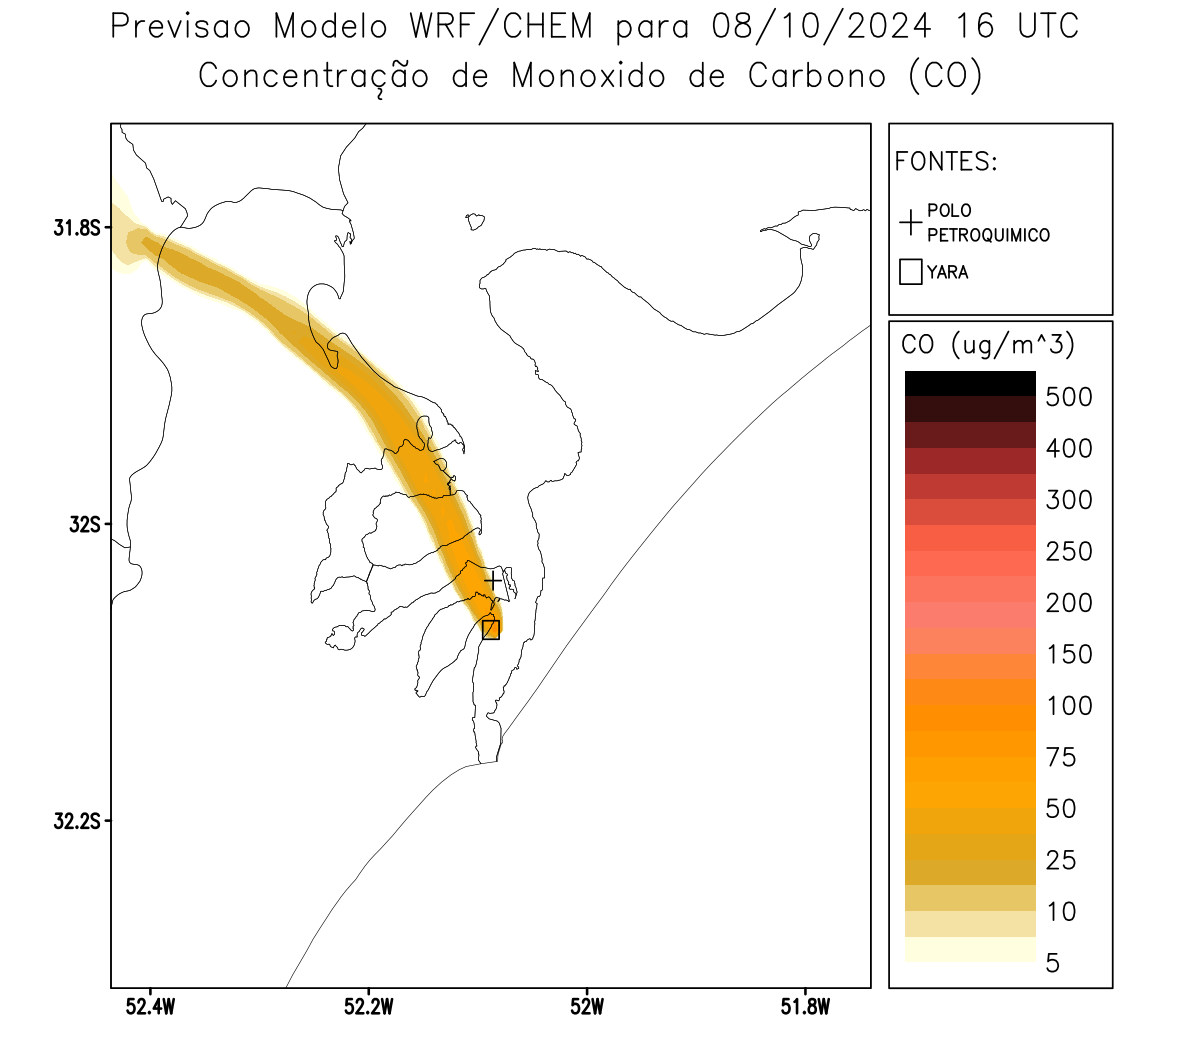 Previsao Modelo WRF/CHEM para 08/10/2024 16 UTC
Concentração de Monoxido de Carbono (CO)
FONTES:
POLO
PETROQUIMICO
YARA
CO (ug/m^3)
500
400
300
250
200
150
100
75
50
25
10
5
31.8S
32S
32.2S
52.4W
52.2W
52W
51.8W